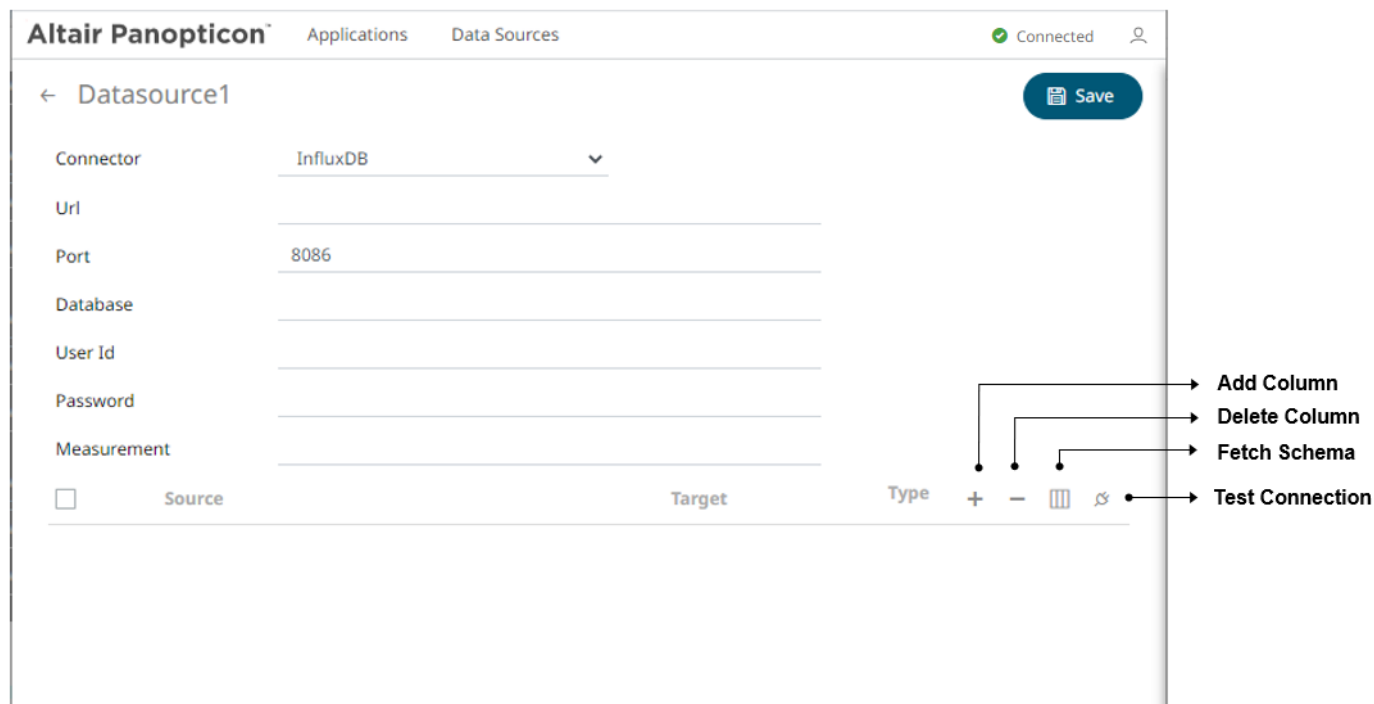 Altair Panopticon™ Applications Data Sources Connected
Datasource1 Save
Connector InfluxDB
Url
Port 8086
Database
User Id
Password
Measurement
Add Column
Delete Column
Fetch Schema
Source Target Type + − Test Connection